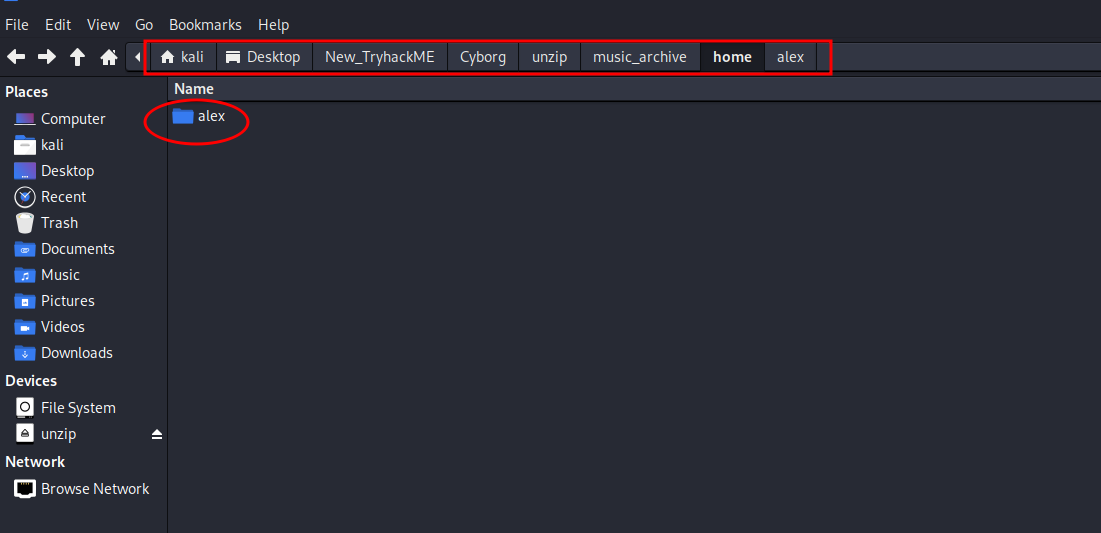 File Edit View Go Bookmarks Help
kali Desktop New_TryhackME Cyborg unzip music_archive home alex
Places
Computer
kali
Desktop
Recent
Trash
Documents
Music
Pictures
Videos
Downloads
Devices
File System
unzip
Network
Browse Network
Name
alex